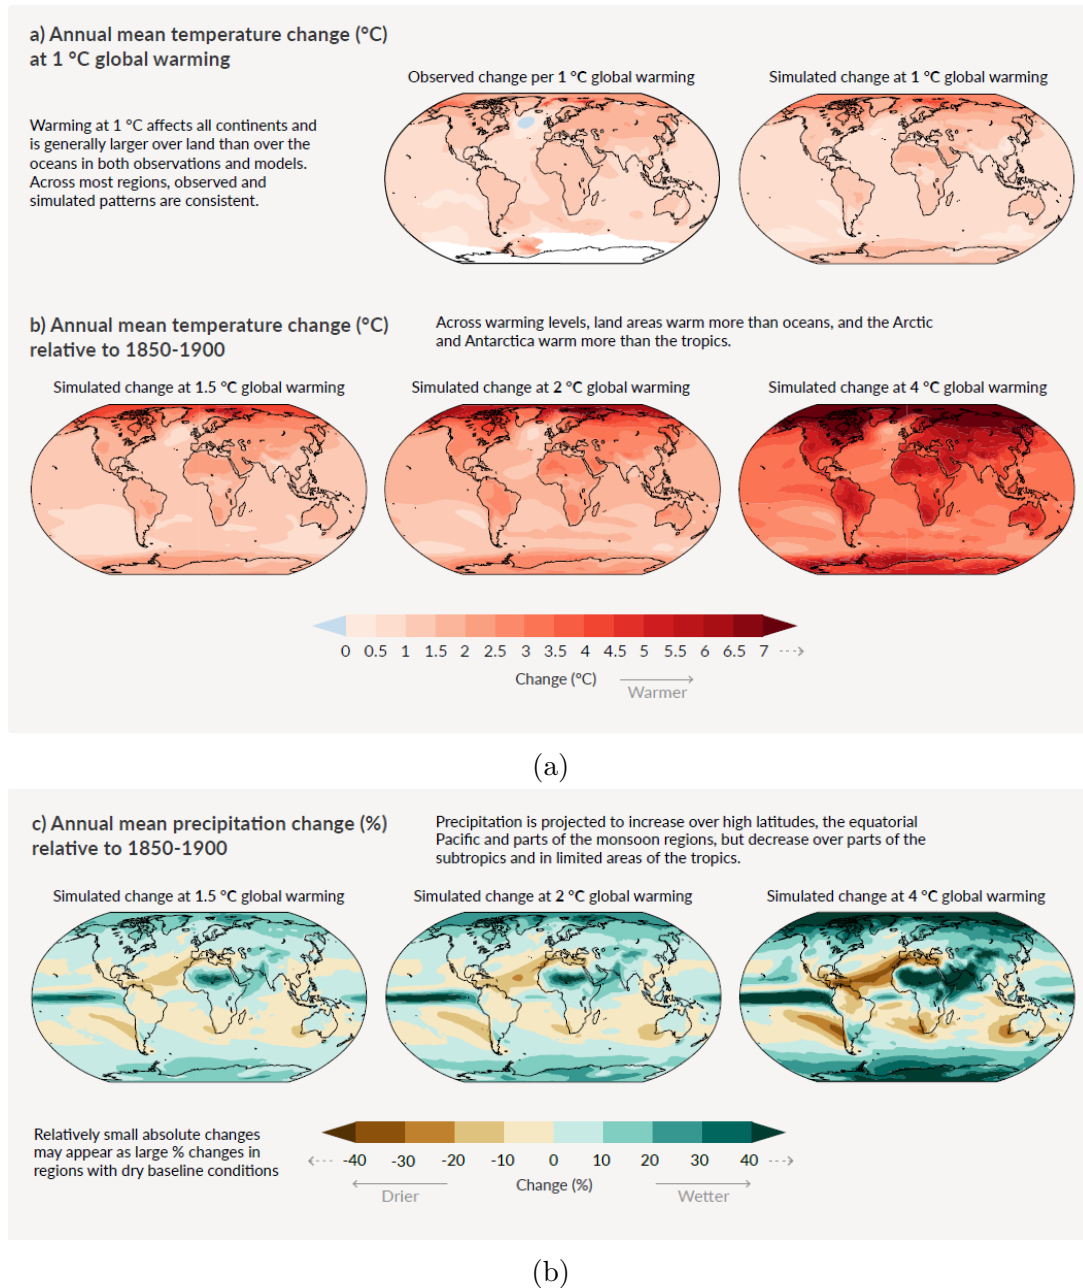 a) Annual mean temperature change (°C)
at 1 °C global warming
Observed change per 1 °C global warming
Simulated change at 1 °C global warming
Warming at 1 °C affects all continents and
is generally larger over land than over the
oceans in both observations and models.
Across most regions, observed and
simulated patterns are consistent.
b) Annual mean temperature change (°C)
relative to 1850-1900
Across warming levels, land areas warm more than oceans, and the Arctic
and Antarctica warm more than the tropics.
Simulated change at 1.5 °C global warming
Simulated change at 2 °C global warming
Simulated change at 4 °C global warming
0 0.5 1 1.5 2 2.5 3 3.5 4 4.5 5 5.5 6 6.5 7
Change (°C)
Warmer
(a)
c) Annual mean precipitation change (%)
relative to 1850-1900
Precipitation is projected to increase over high latitudes, the equatorial
Pacific and parts of the monsoon regions, but decrease over parts of the
subtropics and in limited areas of the tropics.
Simulated change at 1.5 °C global warming
Simulated change at 2 °C global warming
Simulated change at 4 °C global warming
Relatively small absolute changes
may appear as large % changes in
regions with dry baseline conditions
-40 -30 -20 -10 0 10 20 30 40
Change (%)
Drier
Wetter
(b)